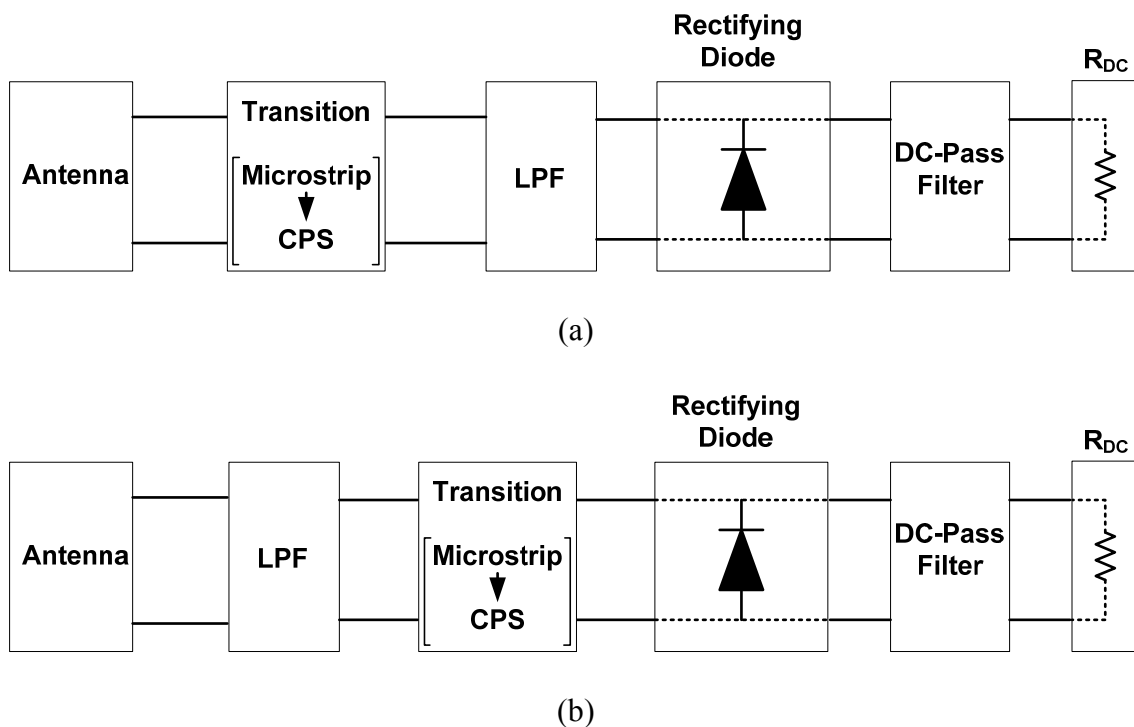 Rectifying
Diode
R_DC
Antenna
Transition
Microstrip
CPS
LPF
DC-Pass
Filter
(a)
Rectifying
Diode
R_DC
Antenna
LPF
Transition
Microstrip
CPS
DC-Pass
Filter
(b)